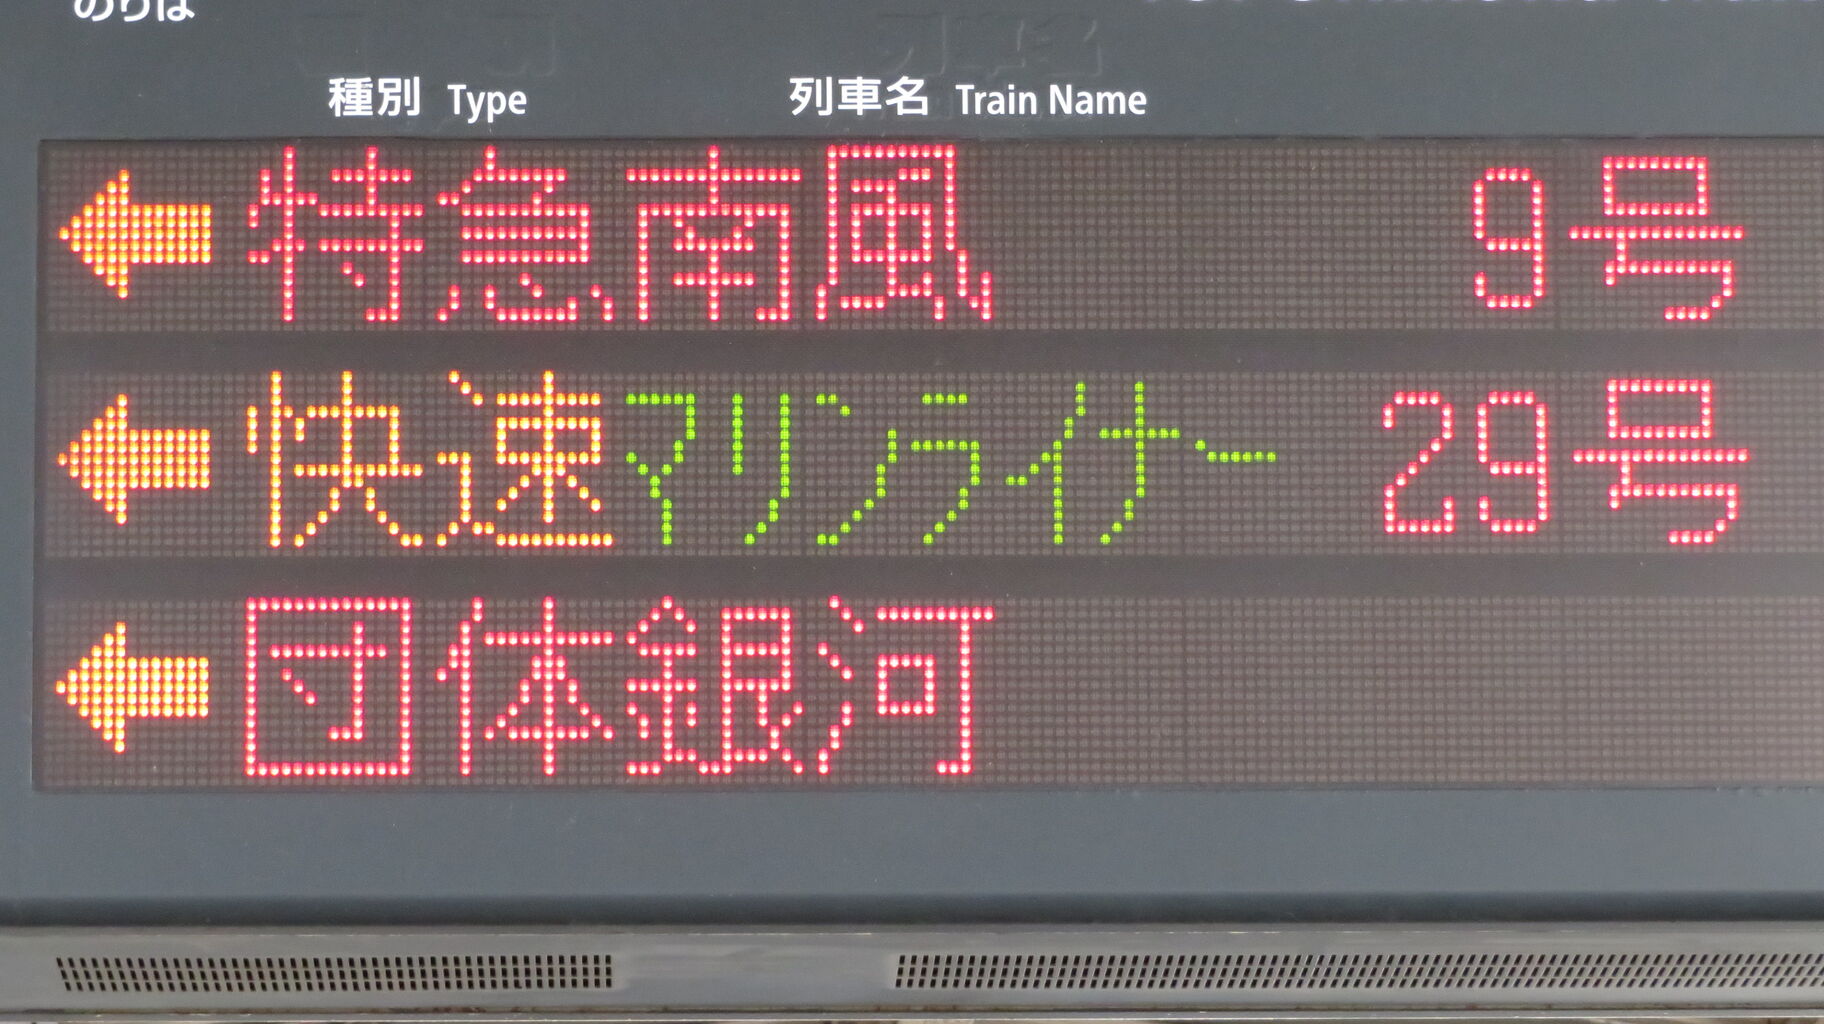 のりば
種別 Type 列車名 Train Name
← 特急 南風 9号
← 快速 マリンライナー 29号
← 団体 銀河